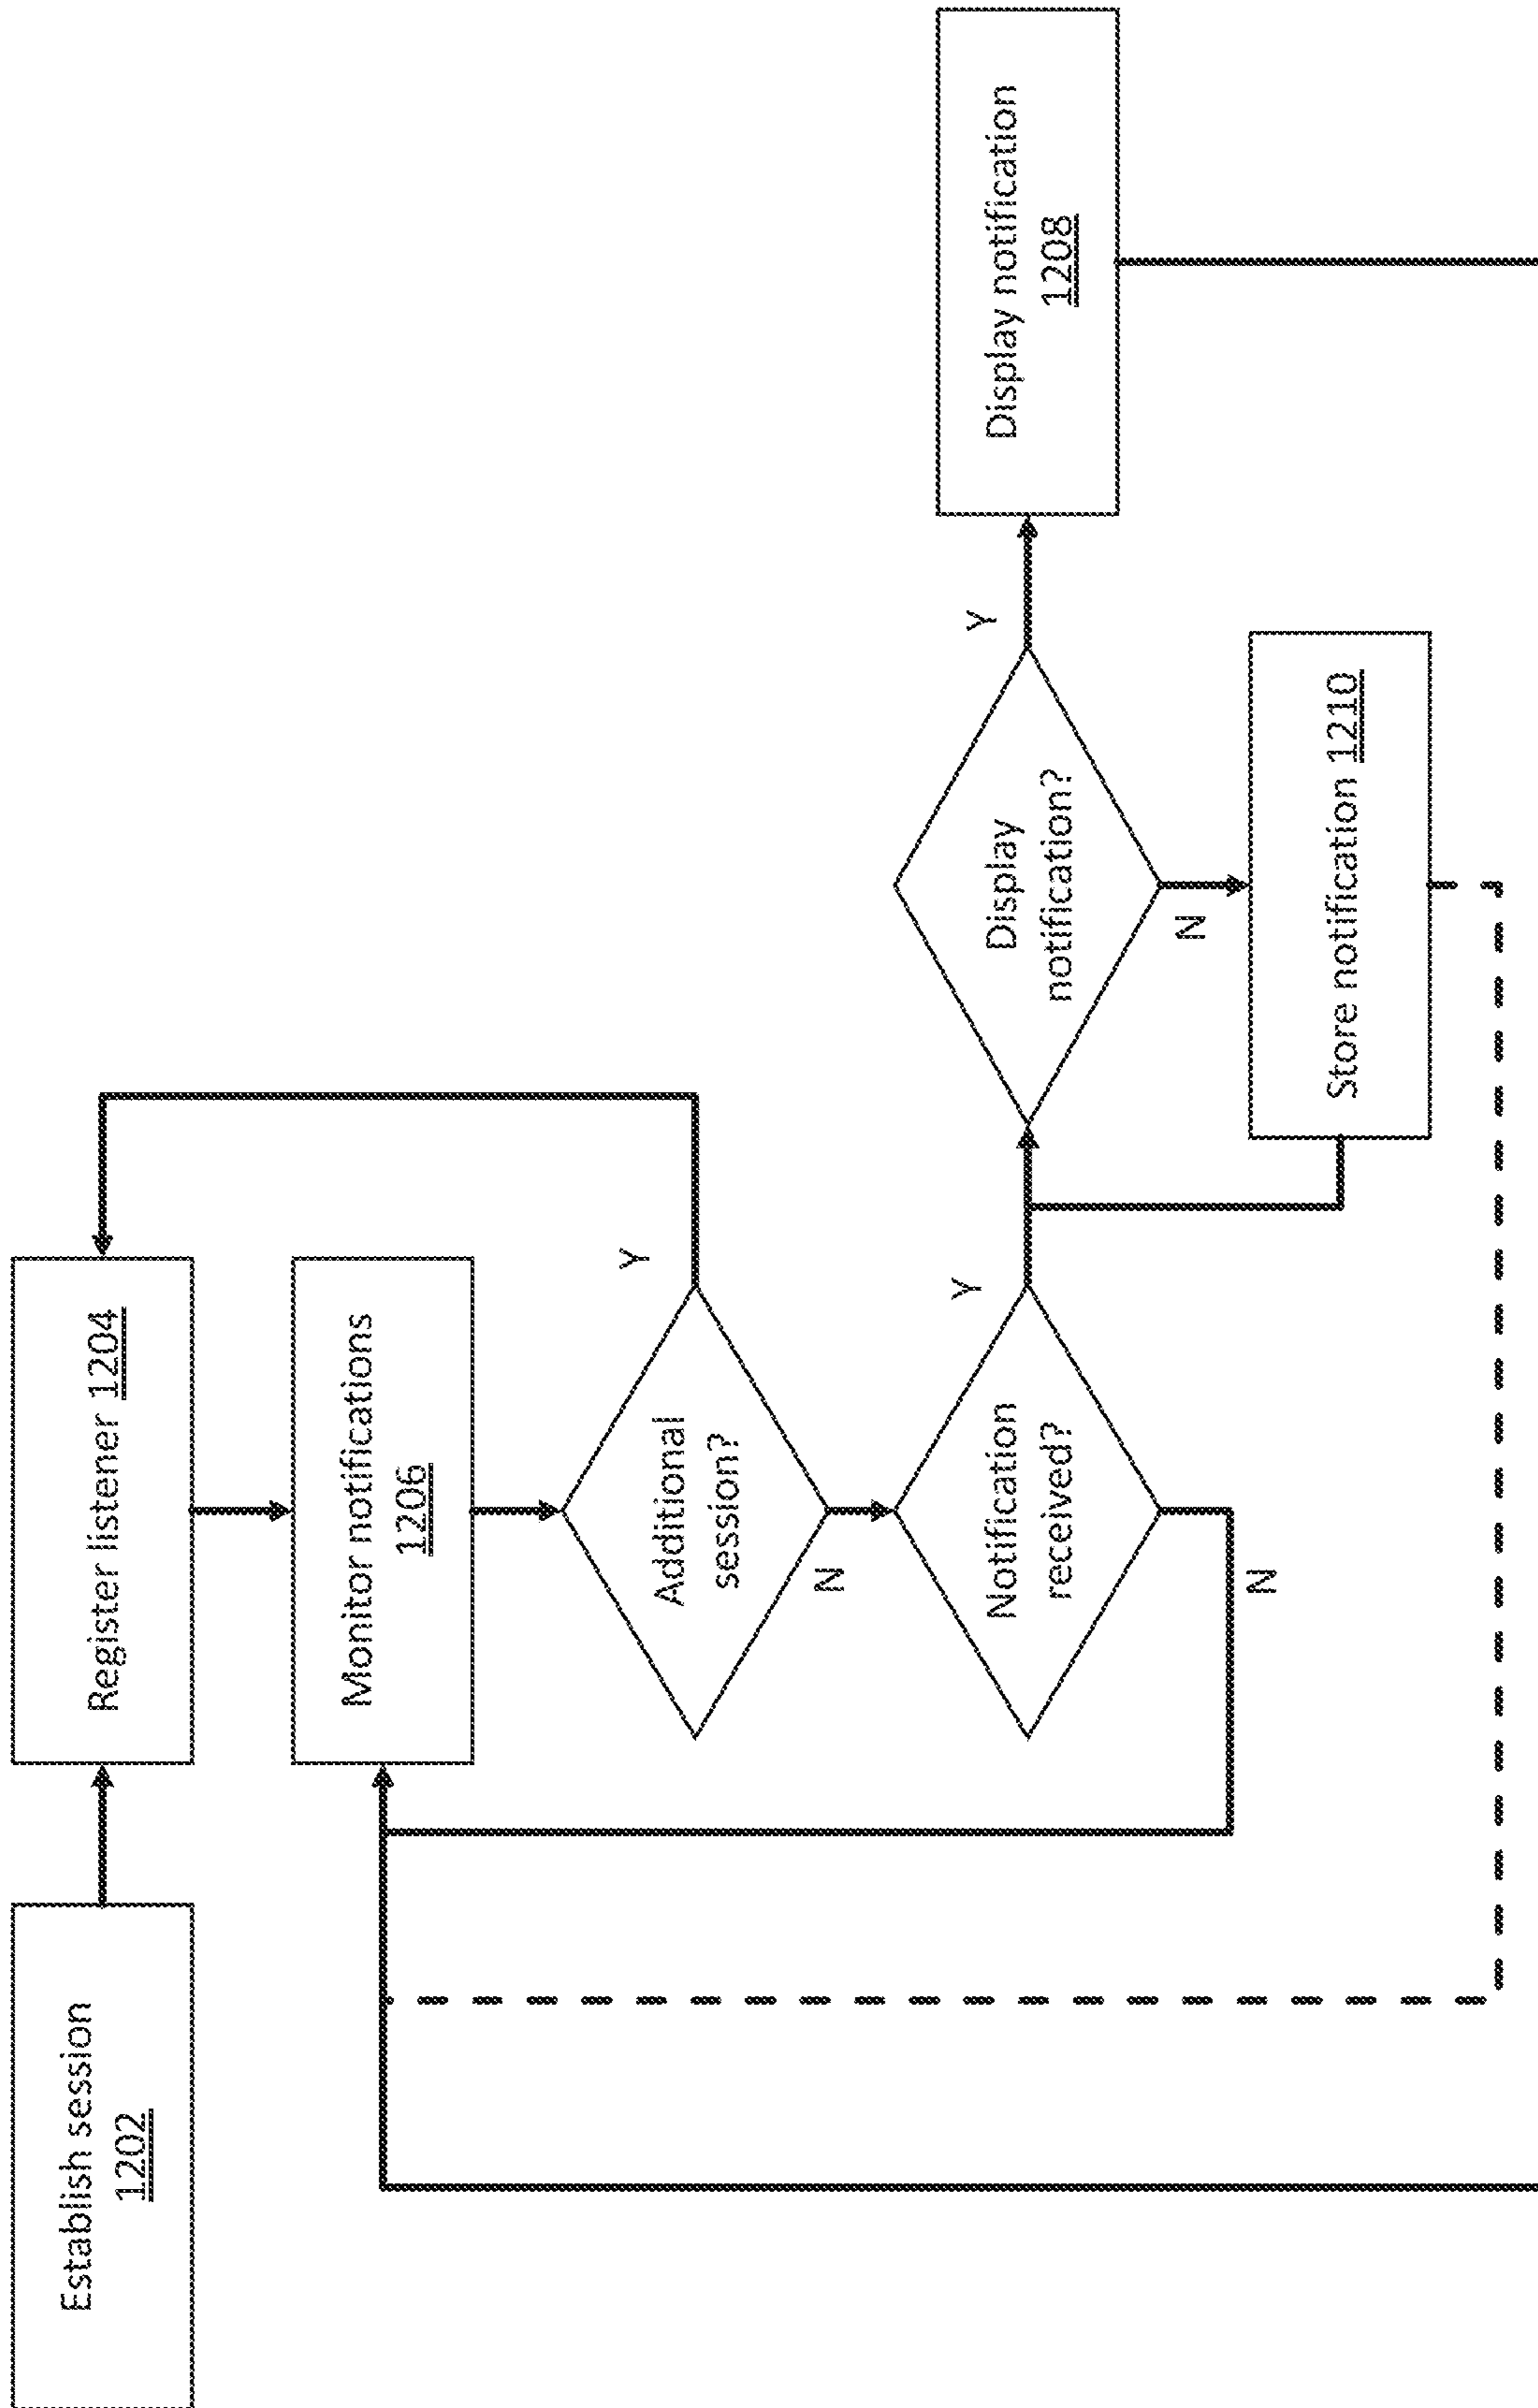 Establish session
1202
Register listener 1204
Monitor notifications
1206
Additional
session?
Y
N
Notification
received?
Y
N
Display
notification?
Y
N
Display notification
1208
Store notification 1210